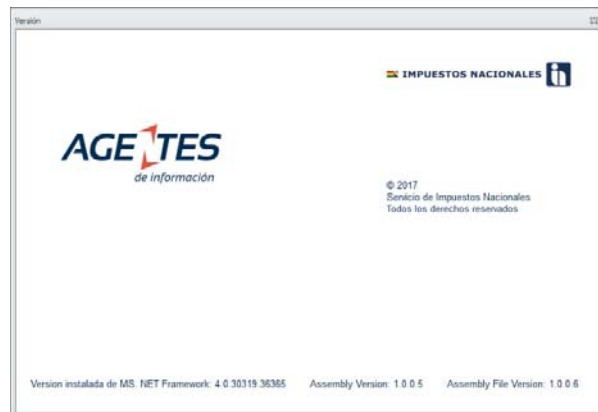 Versión
IMPUESTOS NACIONALES
AGENTES
de información
© 2017
Servicio de Impuestos Nacionales
Todos los derechos reservados
Version instalada de MS. NET Framework: 4.0.30319.36365 Assembly Version: 1.0.0.5 Assembly File Version: 1.0.0.6